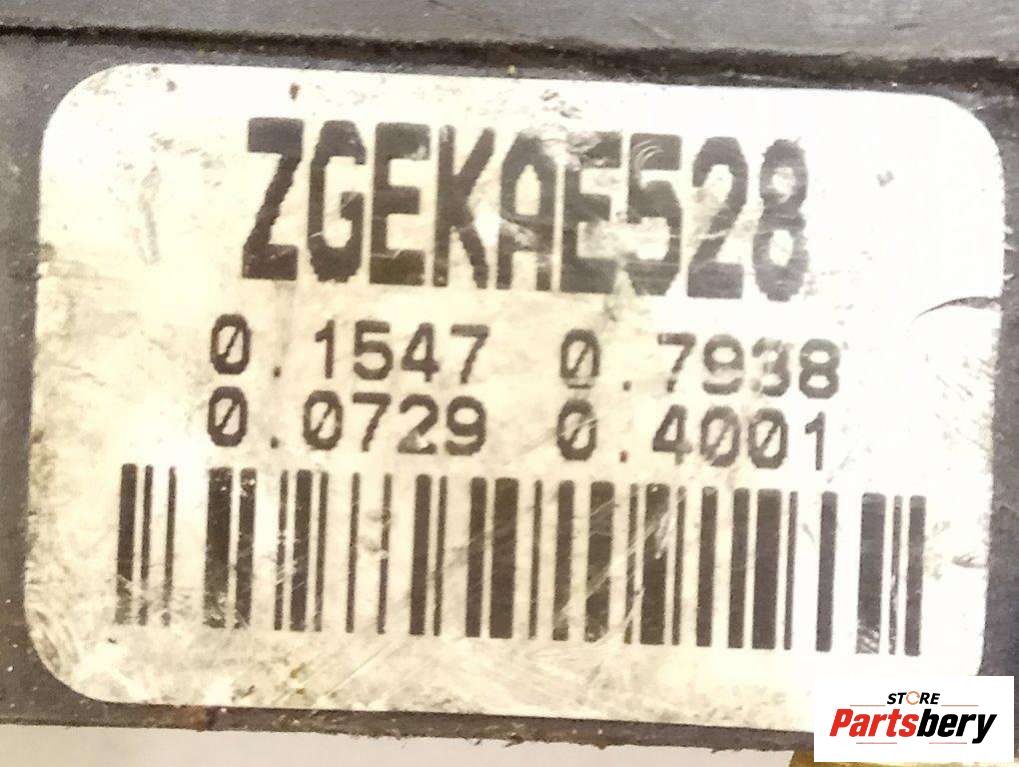 ZGEKAE528
0.1547 0.7938
0.0729 0.4001
STORE
Partsbery